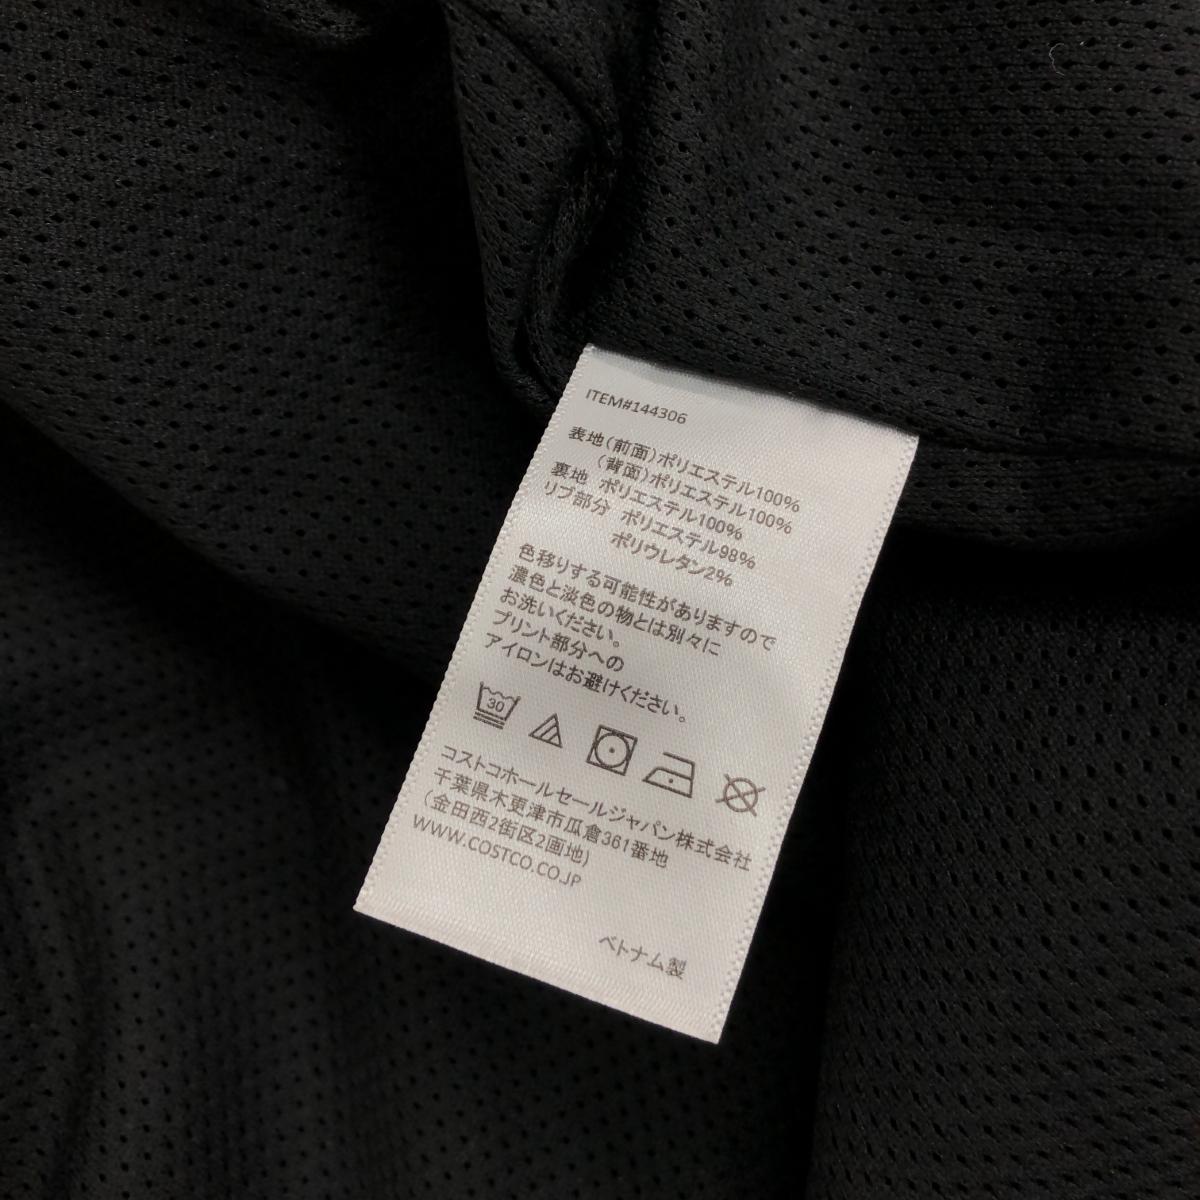 ITEM#144306
表地(前面)ポリエステル100%
(背面)ポリエステル100%
裏地 ポリエステル100%
リブ部分 ポリエステル98%
ポリウレタン2%
色移りする可能性がありますので
濃色と淡色の物とは別々に
お洗いください。
プリント部分への
アイロンはお避けください。
30
コストコホールセールジャパン株式会社
千葉県木更津市瓜倉361番地
(金田西2街区2画地)
WWW.COSTCO.CO.JP
ベトナム製